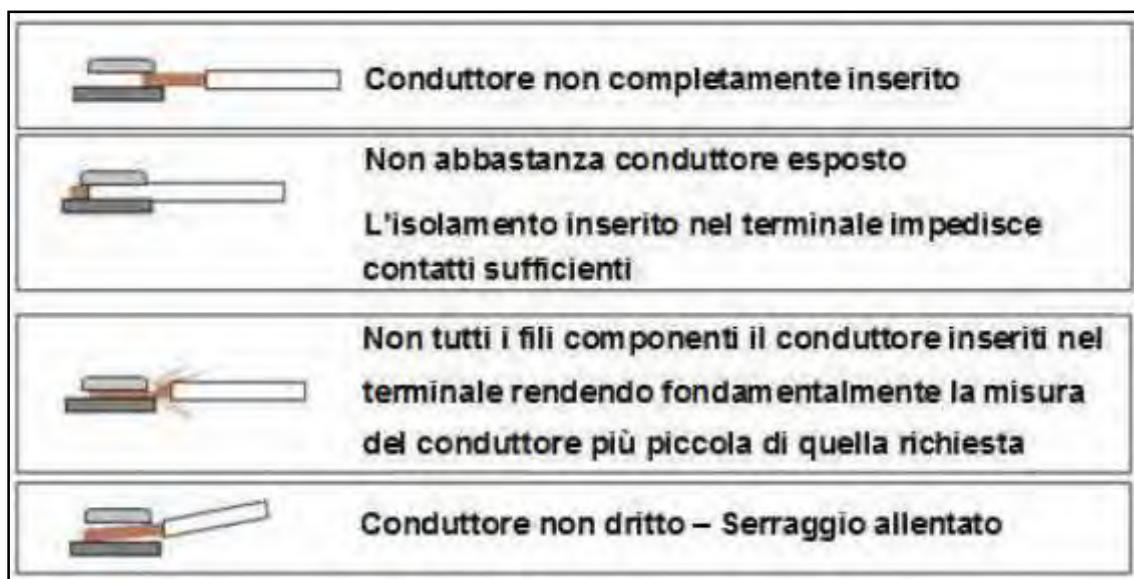 Conduttore non completamente inserito
Non abbastanza conduttore esposto
L'isolamento inserito nel terminale impedisce
contatti sufficienti
Non tutti i fili componenti il conduttore inseriti nel
terminale rendendo fondamentalmente la misura
del conduttore più piccola di quella richiesta
Conduttore non dritto – Serraggio allentato